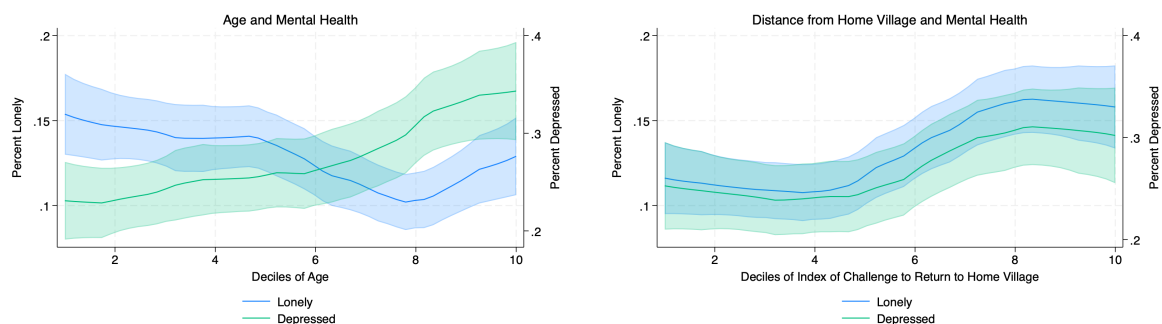 Age and Mental Health
.2
.15
.1
Percent Lonely
.4
.3
.2
Percent Depressed
2 4 6 8 10
Deciles of Age
Lonely
Depressed
Distance from Home Village and Mental Health
.2
.15
.1
Percent Lonely
.4
.3
.2
Percent Depressed
2 4 6 8 10
Deciles of Index of Challenge to Return to Home Village
Lonely
Depressed